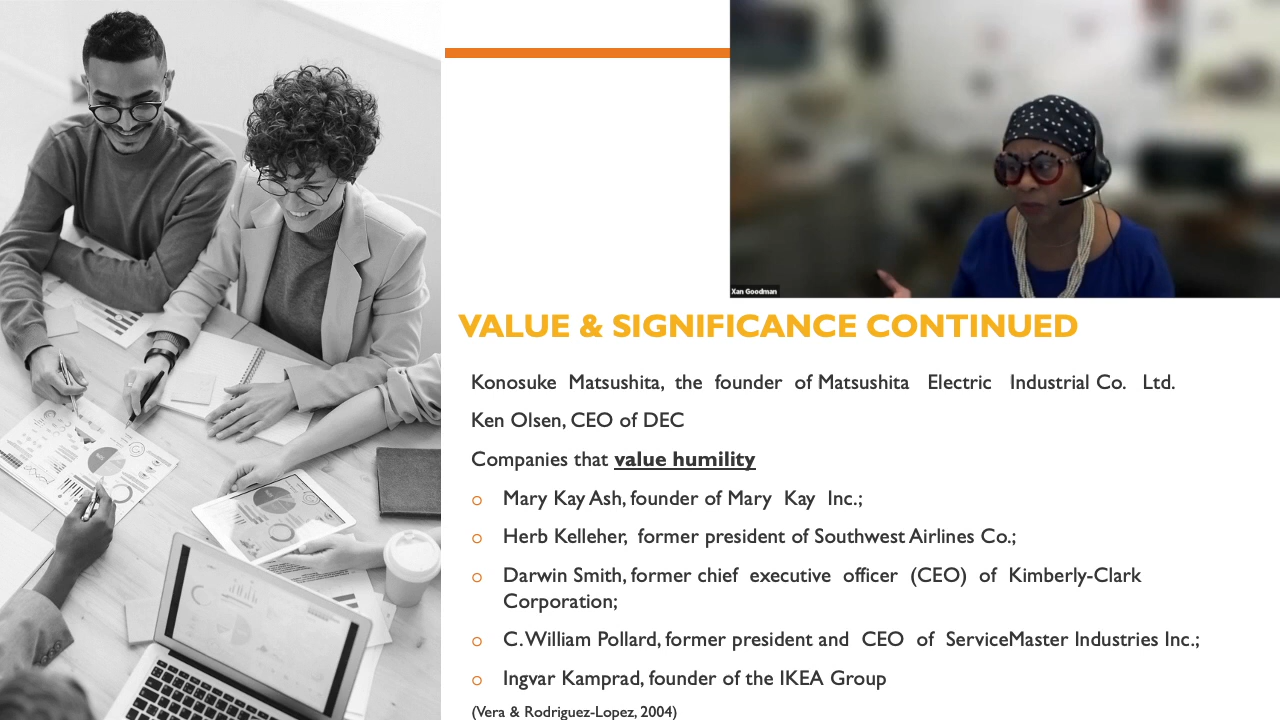 Xan Goodman
VALUE & SIGNIFICANCE CONTINUED
Konosuke Matsushita, the founder of Matsushita Electric Industrial Co. Ltd.
Ken Olsen, CEO of DEC
Companies that value humility
o Mary Kay Ash, founder of Mary Kay Inc.;
o Herb Kelleher, former president of Southwest Airlines Co.;
o Darwin Smith, former chief executive officer (CEO) of Kimberly-Clark
Corporation;
o C. William Pollard, former president and CEO of ServiceMaster Industries Inc.;
o Ingvar Kamprad, founder of the IKEA Group
(Vera & Rodriguez-Lopez, 2004)